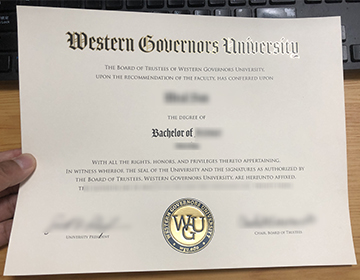 Western Governors University
The Board of Trustees of Western Governors University,
upon the recommendation of the faculty, has conferred upon
the degree of
Bachelor of
With all the rights, honors, and privileges thereto appertaining.
In witness whereof, the seal of the University and the signatures as authorized by
the Board of Trustees, Western Governors University, are hereunto affixed.
University President
Chair, Board of Trustees
WESTERN GOVERNORS UNIVERSITY
WGU